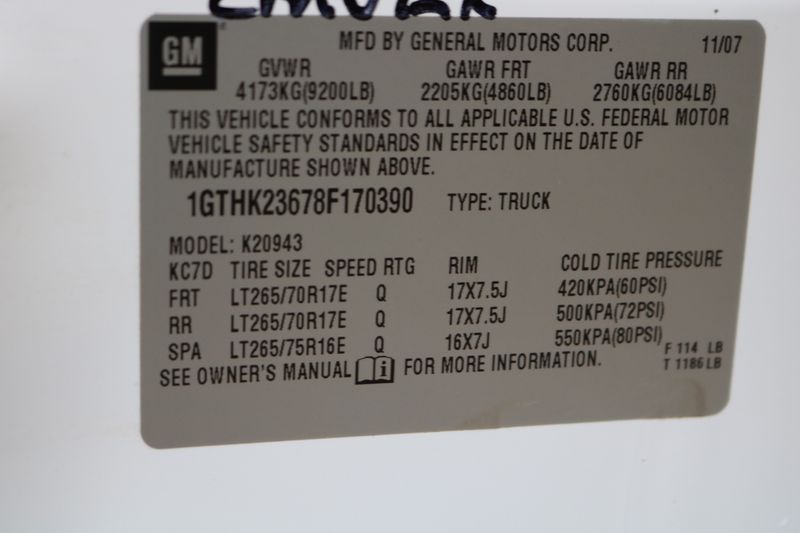 GM
MFD BY GENERAL MOTORS CORP. 11/07
GVWR GAWR FRT GAWR RR
4173KG(9200LB) 2205KG(4860LB) 2760KG(6084LB)
THIS VEHICLE CONFORMS TO ALL APPLICABLE U.S. FEDERAL MOTOR
VEHICLE SAFETY STANDARDS IN EFFECT ON THE DATE OF
MANUFACTURE SHOWN ABOVE.
1GTHK23678F170390 TYPE: TRUCK
MODEL: K20943
KC7D TIRE SIZE SPEED RTG RIM COLD TIRE PRESSURE
FRT LT265/70R17E Q 17X7.5J 420KPA(60PSI)
RR LT265/70R17E Q 17X7.5J 500KPA(72PSI)
SPA LT265/75R16E Q 16X7J 550KPA(80PSI)
F 114 LB
T 1186 LB
SEE OWNER'S MANUAL i FOR MORE INFORMATION.